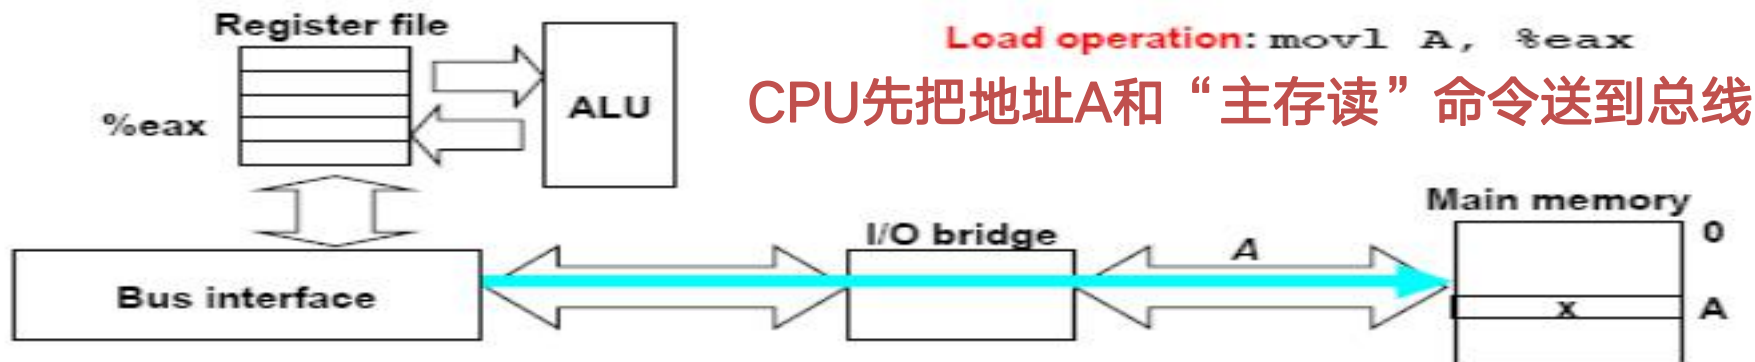 Register file
Load operation: movl A, %eax
CPU先把地址A和“主存读”命令送到总线
ALU
%eax
Main memory
I/O bridge
A
0
Bus interface
x
A